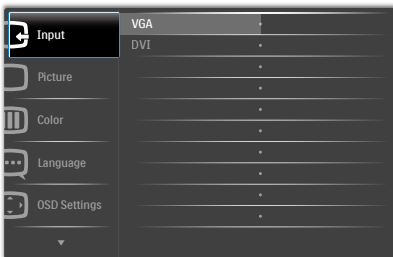 Input
VGA
DVI
Picture
Color
Language
OSD Settings